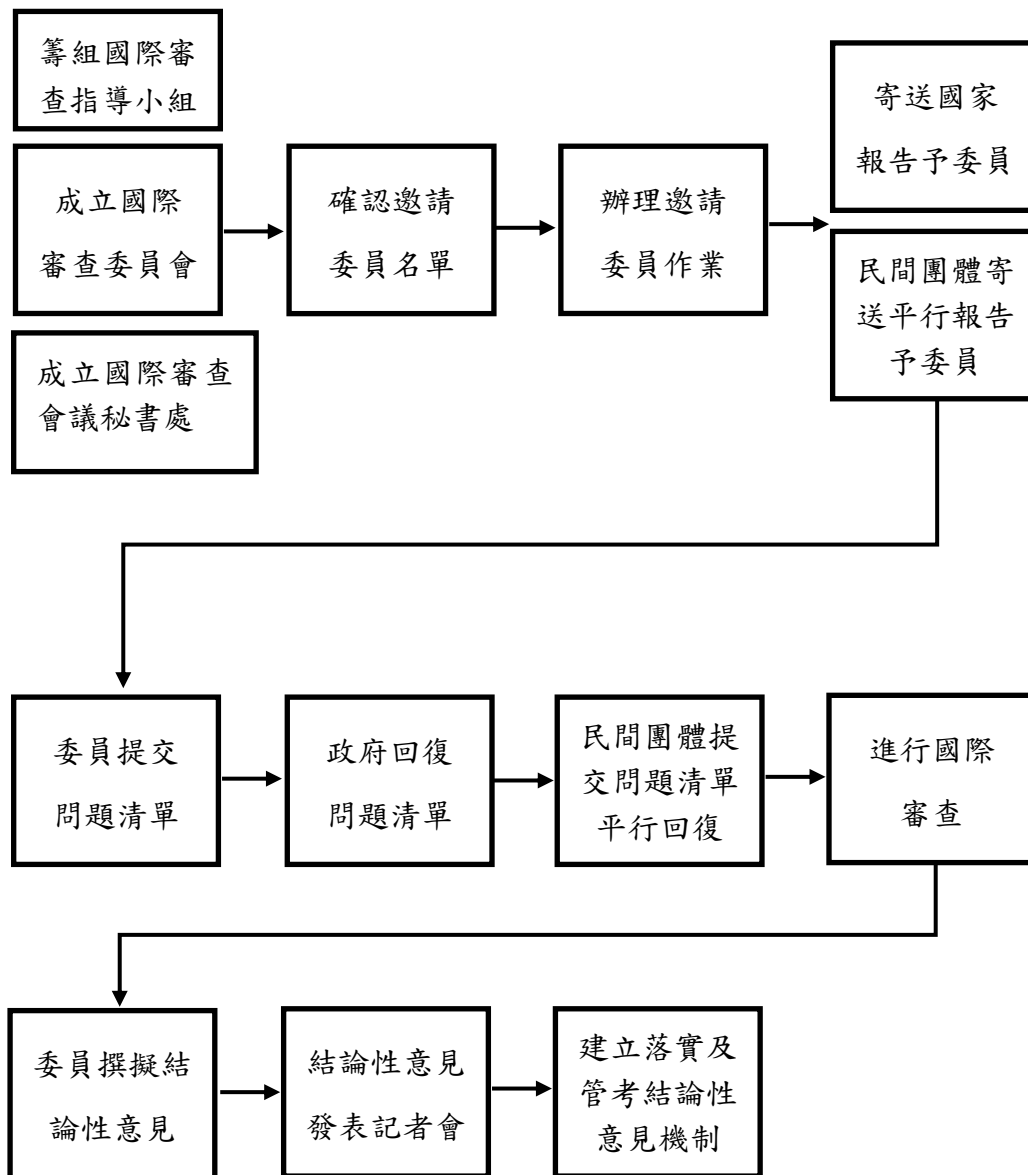 籌組國際審
查指導小組
成立國際
審查委員會
成立國際審查
會議秘書處
確認邀請
委員名單
辦理邀請
委員作業
寄送國家
報告予委員
民間團體寄
送平行報告
予委員
委員提交
問題清單
政府回復
問題清單
民間團體提
交問題清單
平行回復
進行國際
審查
委員撰擬結
論性意見
結論性意見
發表記者會
建立落實及
管考結論性
意見機制